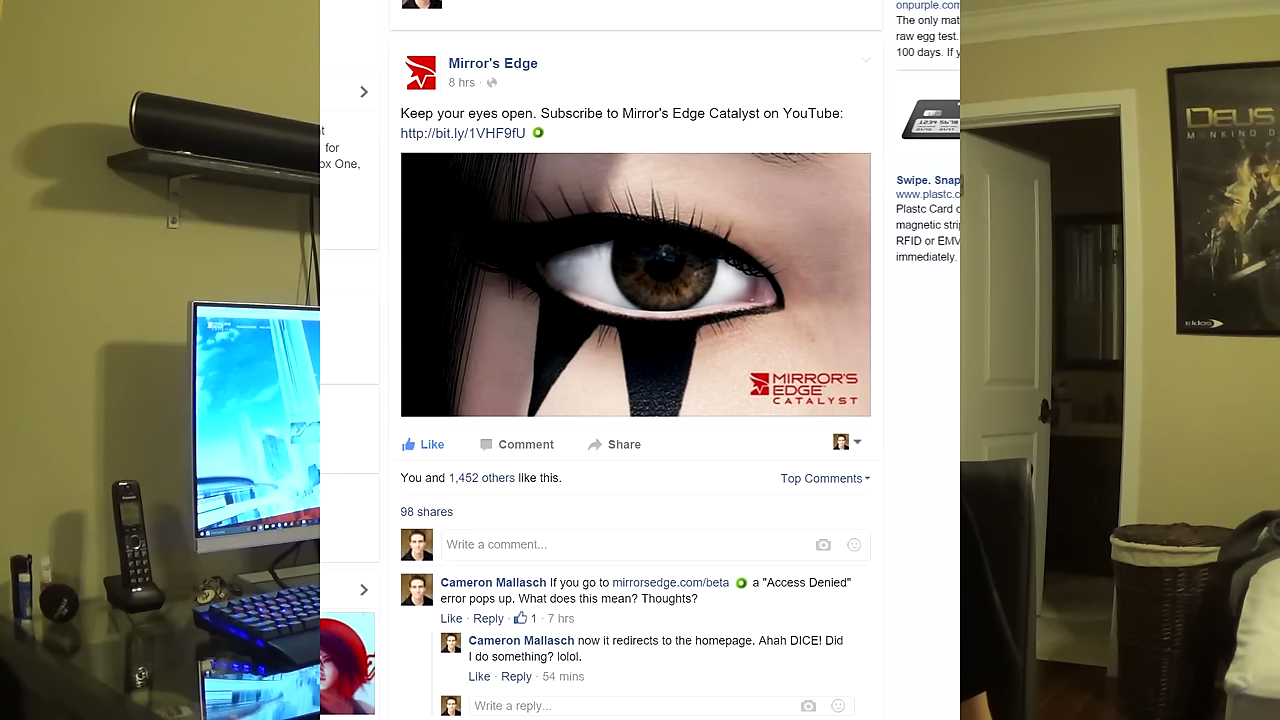 t
for
ox One,
Mirror's Edge
8 hrs ·
Keep your eyes open. Subscribe to Mirror's Edge Catalyst on YouTube:
http://bit.ly/1VHF9fU
MIRROR'S
EDGE
CATALYST
Like Comment Share
You and 1,452 others like this.
Top Comments
98 shares
Write a comment...
Cameron Mallasch If you go to mirrorsedge.com/beta a "Access Denied"
error pops up. What does this mean? Thoughts?
Like · Reply · 1 · 7 hrs
Cameron Mallasch now it redirects to the homepage. Ahah DICE! Did
I do something? lolol.
Like · Reply · 54 mins
Write a reply...
onpurple.com
The only mat
raw egg test.
100 days. If y
Swipe. Snap
www.plastc.c
Plastc Card c
magnetic strip
RFID or EMV
immediately.
DEUS
MANKIND D
eidos